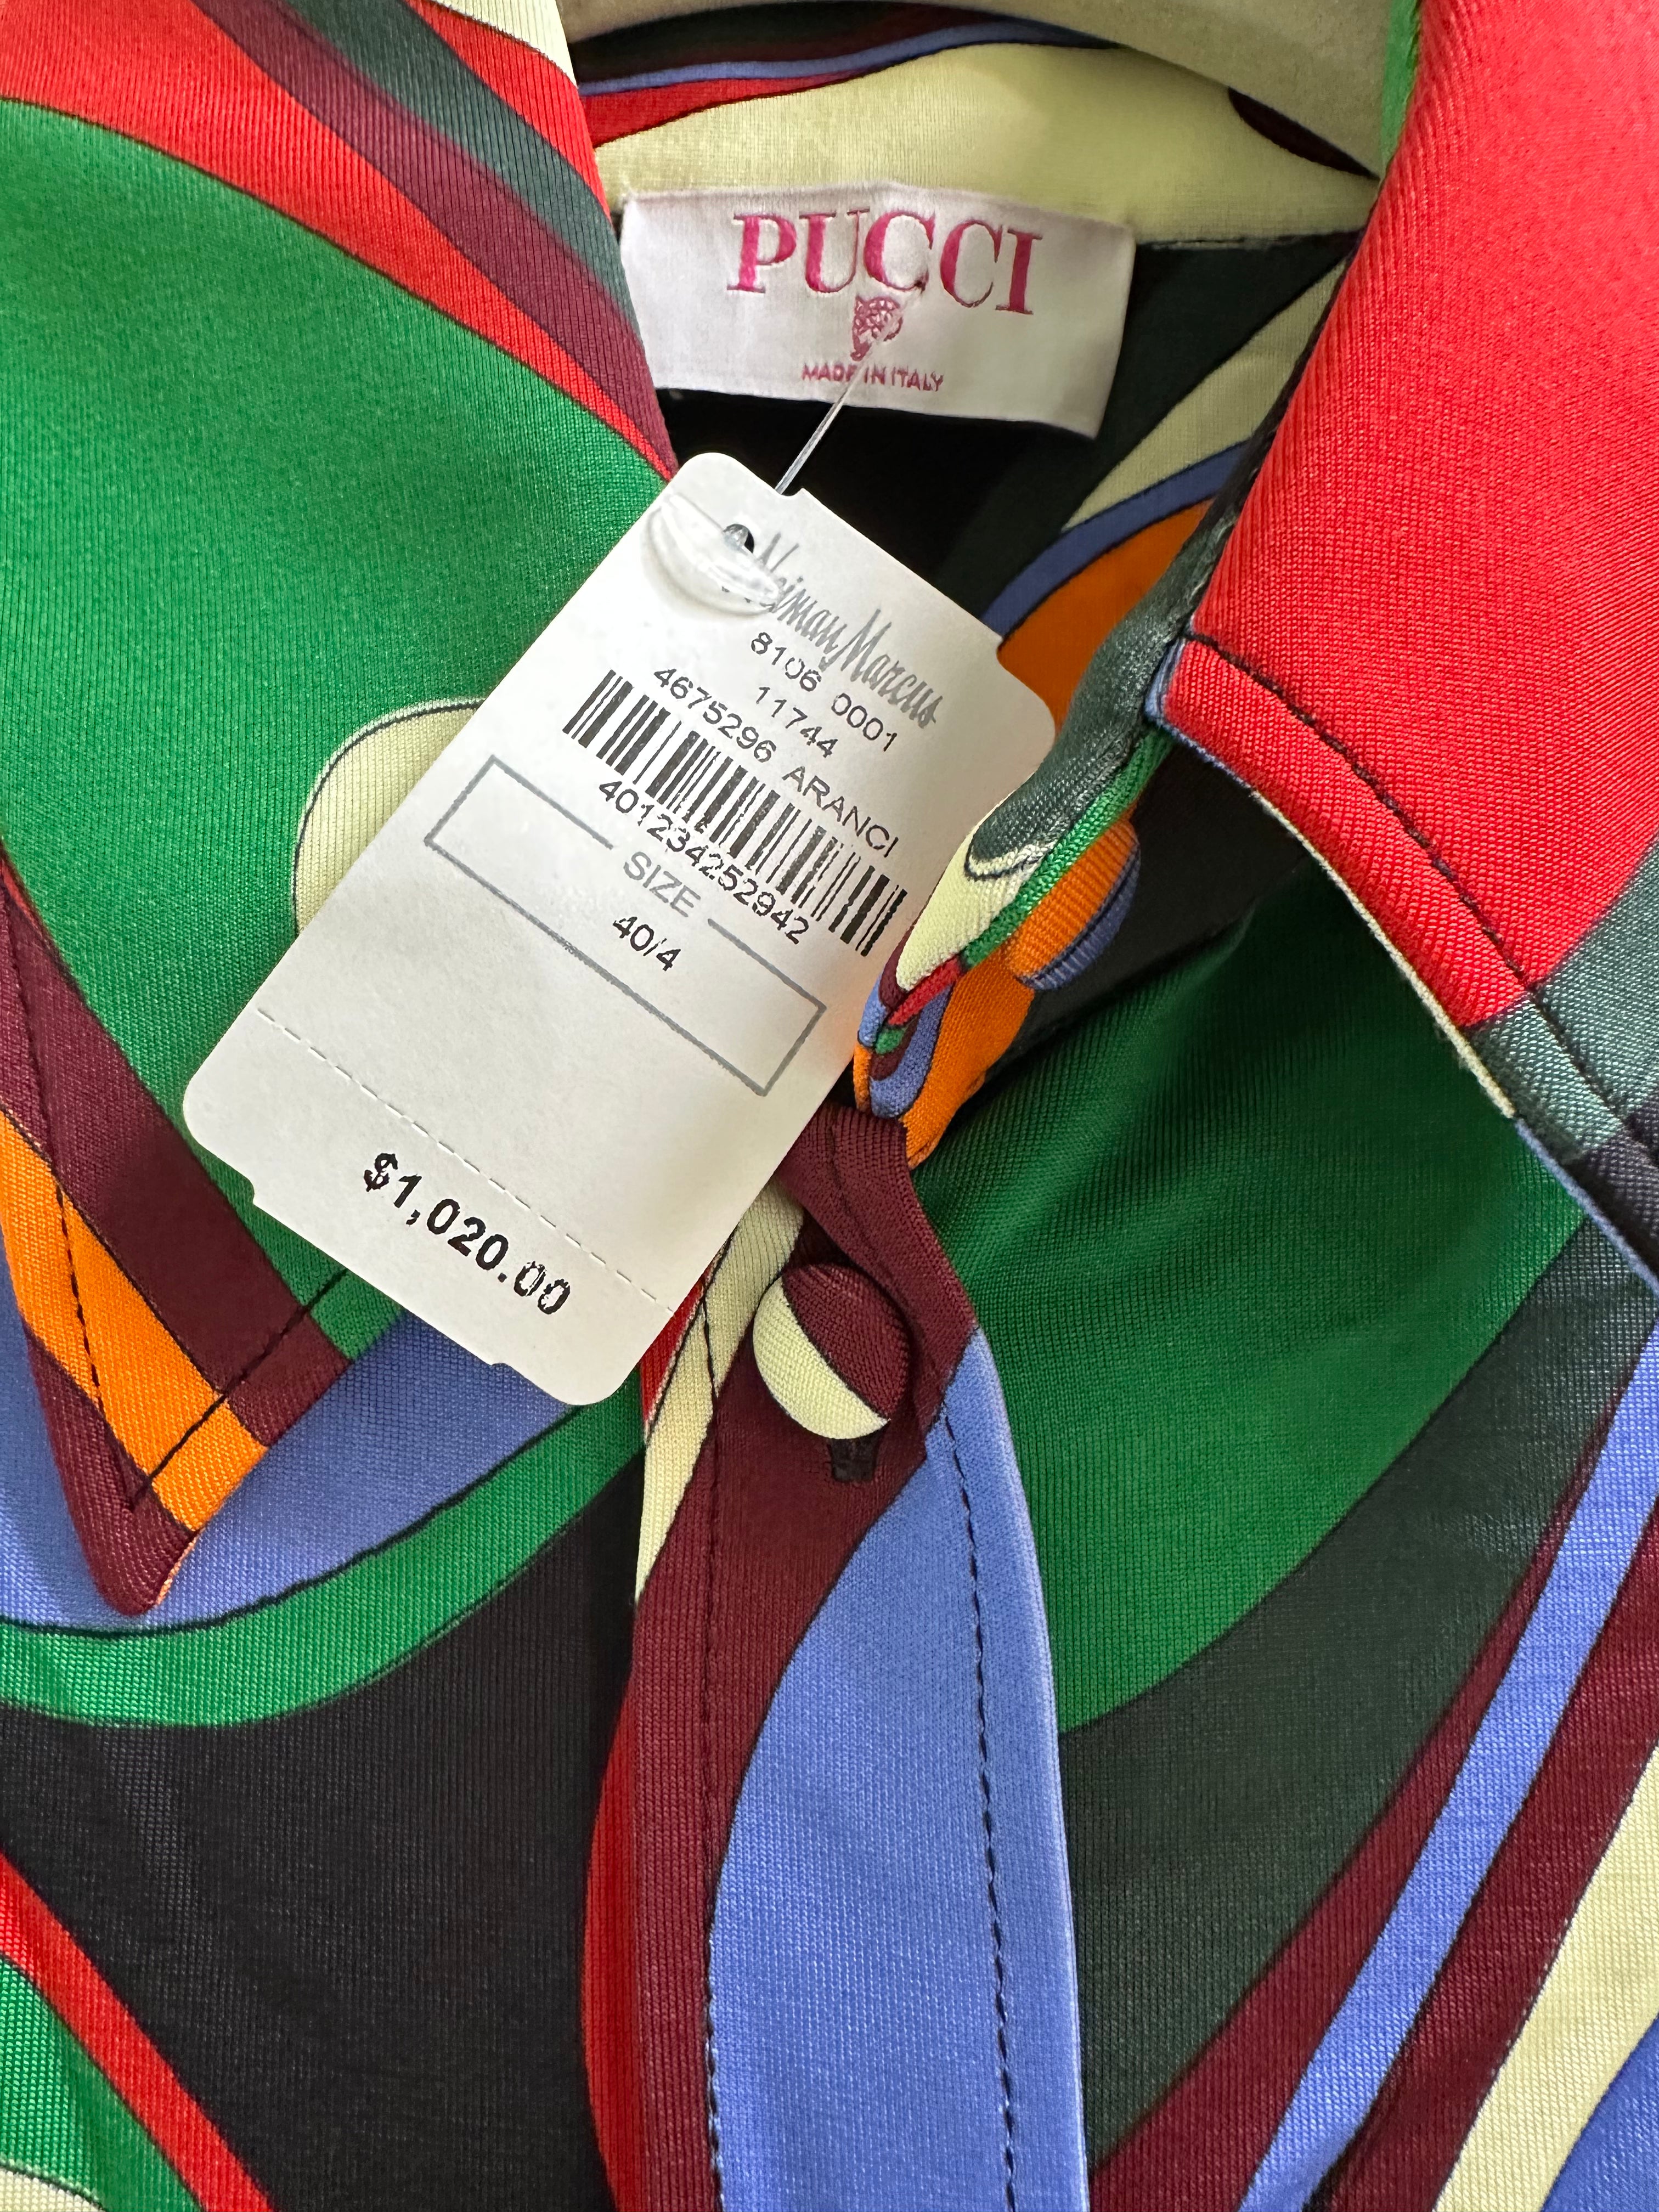 PUCCI
MADE IN ITALY
Neiman Marcus
8106 0001
11744
4675296 ARANCI
401234252942
SIZE
40/4
$1,020.00